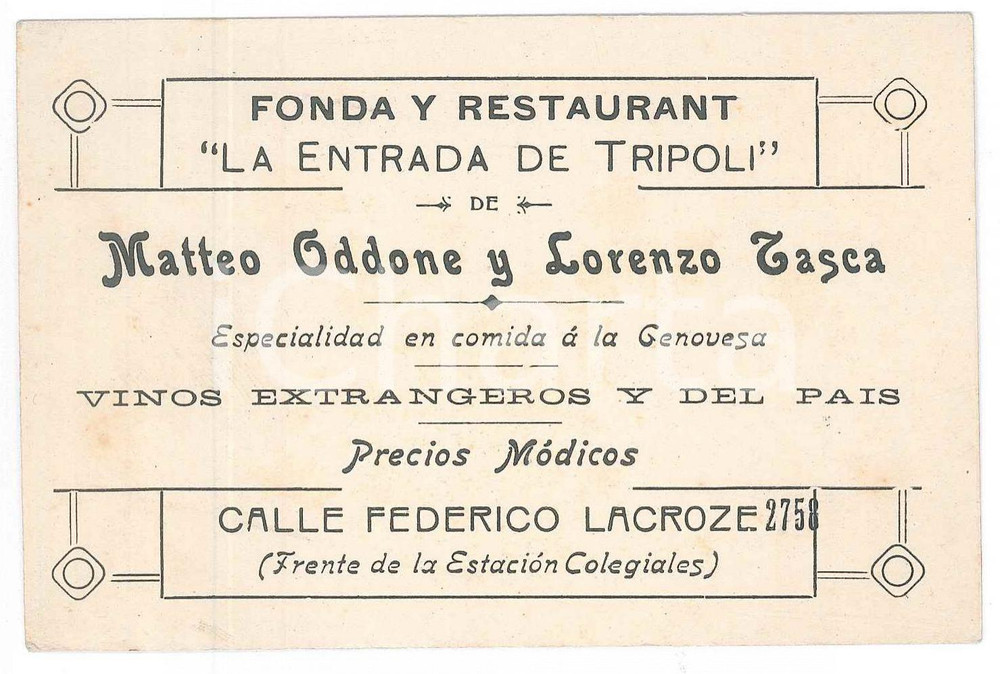 FONDA Y RESTAURANT
“LA ENTRADA DE TRIPOLI”
DE
Matteo Oddone y Lorenzo Tasca
Especialidad en comida á la Genovesa
VINOS EXTRANGEROS Y DEL PAIS
Precios Módicos
CALLE FEDERICO LACROZE 2758
(Frente de la Estación Colegiales)
Charta